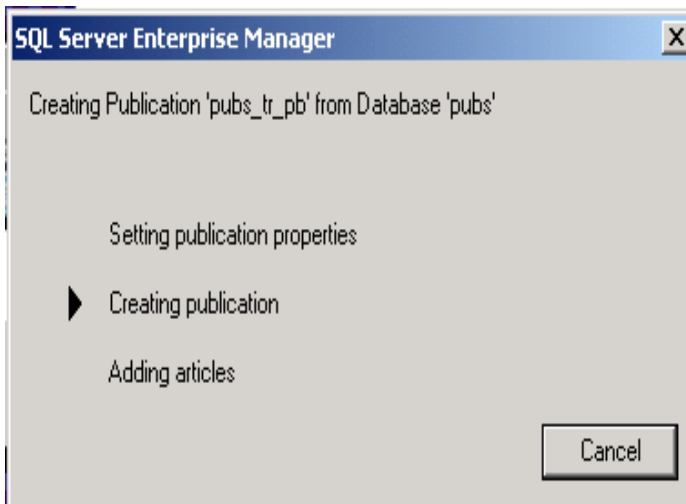 SQL Server Enterprise Manager
Creating Publication 'pubs_tr_pb' from Database 'pubs'
Setting publication properties
Creating publication
Adding articles
Cancel